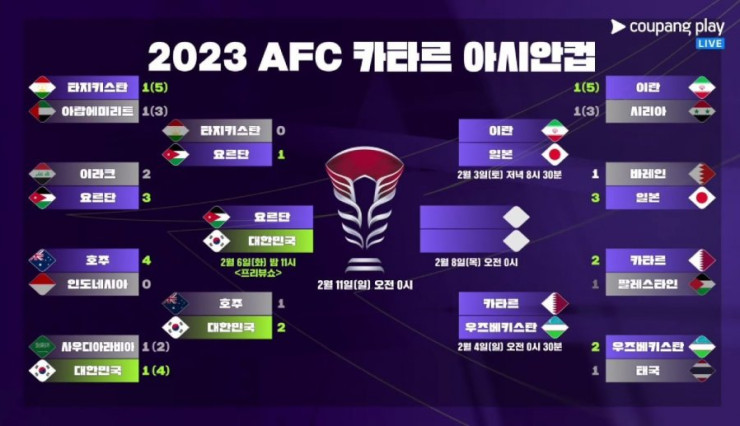 coupang play
LIVE
2023 AFC 카타르 아시안컵
타지키스탄 1(5)
아랍에미리트 1(3)
타지키스탄 0
요르단 1
이라크 2
요르단 3
요르단
대한민국
2월 6일(화) 밤 11시
<프리뷰쇼>
호주 4
인도네시아 0
호주 1
대한민국 2
사우디아라비아 1(2)
대한민국 1(4)
2월 11일(일) 오전 0시
1(5) 이란
1(3) 시리아
이란
일본
2월 3일(토) 저녁 8시 30분
1 바레인
3 일본
2월 8일(목) 오전 0시
2 카타르
1 팔레스타인
카타르
우즈베키스탄
2월 4일(일) 오전 0시 30분
2 우즈베키스탄
1 태국